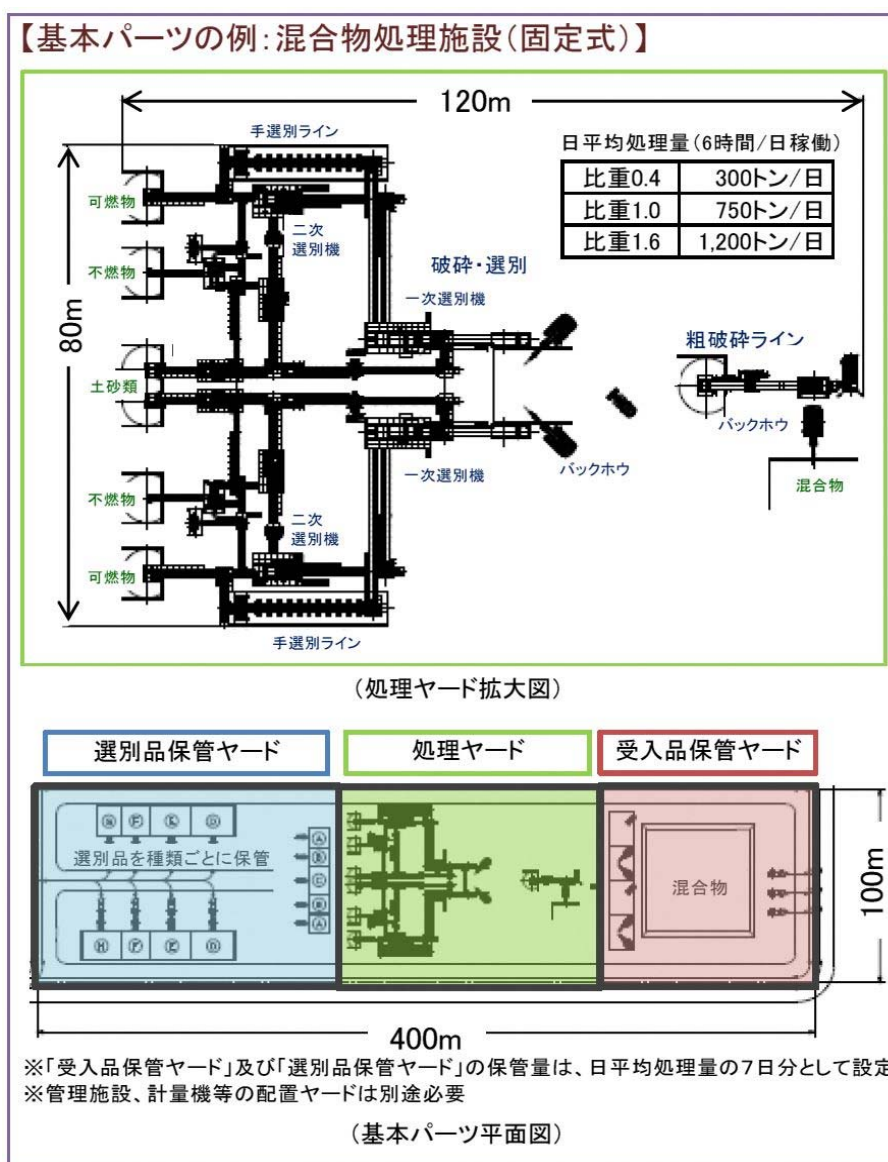 【基本パーツの例：混合物処理施設（固定式）】
120m
手選別ライン
日平均処理量（6時間/日稼働）
比重0.4 300トン/日
比重1.0 750トン/日
比重1.6 1,200トン/日
可燃物
二次
選別機
不燃物
破砕・選別
一次選別機
80m
粗破砕ライン
土砂類
バックホウ
一次選別機
バックホウ
混合物
不燃物
二次
選別機
可燃物
手選別ライン
（処理ヤード拡大図）
選別品保管ヤード
処理ヤード
受入品保管ヤード
選別品を種類ごとに保管
混合物
100m
400m
※「受入品保管ヤード」及び「選別品保管ヤード」の保管量は、日平均処理量の7日分として設定
※管理施設、計量機等の配置ヤードは別途必要
（基本パーツ平面図）